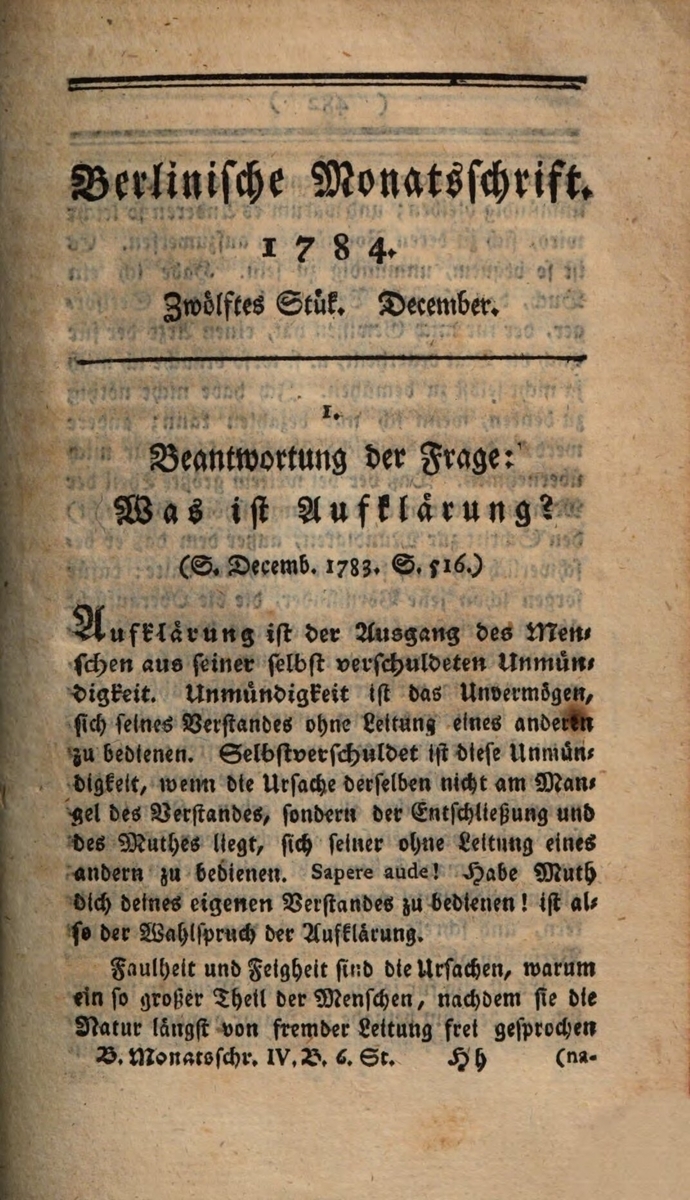 Berlinische Monatsschrift.
1784.
Zwölftes Stük. December.
1.
Beantwortung der Frage:
Was ist Aufklärung?
(S. Decemb. 1783. S. 516.)
Aufklärung ist der Ausgang des Men⸗
schen aus seiner selbst verschuldeten Unmün⸗
digkeit. Unmündigkeit ist das Unvermögen,
sich seines Verstandes ohne Leitung eines anderen
zu bedienen. Selbstverschuldet ist diese Unmün⸗
digkeit, wenn die Ursache derselben nicht am Man⸗
gel des Verstandes, sondern der Entschließung und
des Muthes liegt, sich seiner ohne Leitung eines
andern zu bedienen. Sapere aude! Habe Muth
dich deines eigenen Verstandes zu bedienen! ist al⸗
so der Wahlspruch der Aufklärung.
Faulheit und Feigheit sind die Ursachen, warum
ein so großer Theil der Menschen, nachdem sie die
Natur längst von fremder Leitung frei gesprochen
B. Monatsschr. IV. B. 6. St. Hh (na-